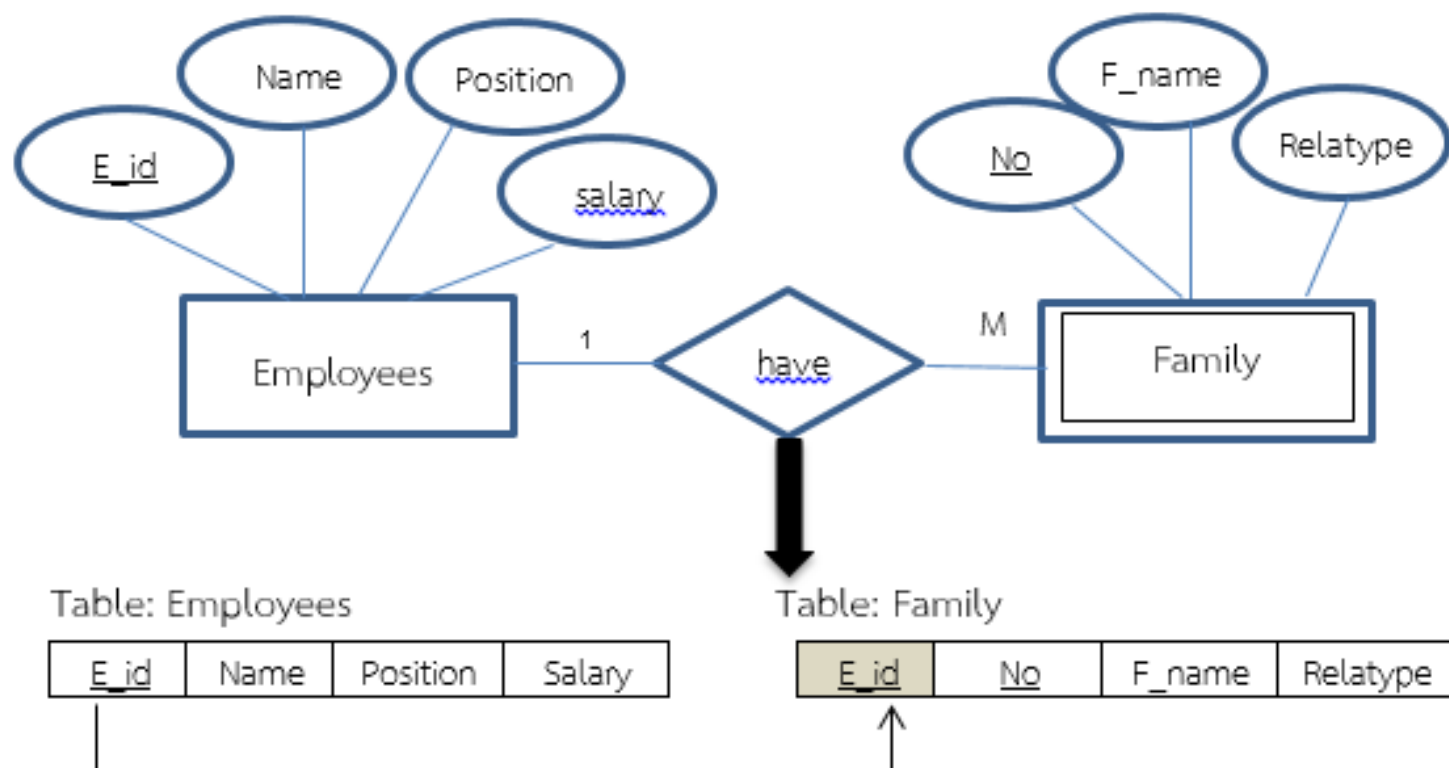 Name
Position
F_name
E_id
No
Relatype
salary
1
M
Employees
have
Family
Table: Employees
Table: Family
E_id Name Position Salary
E_id No F_name Relatype